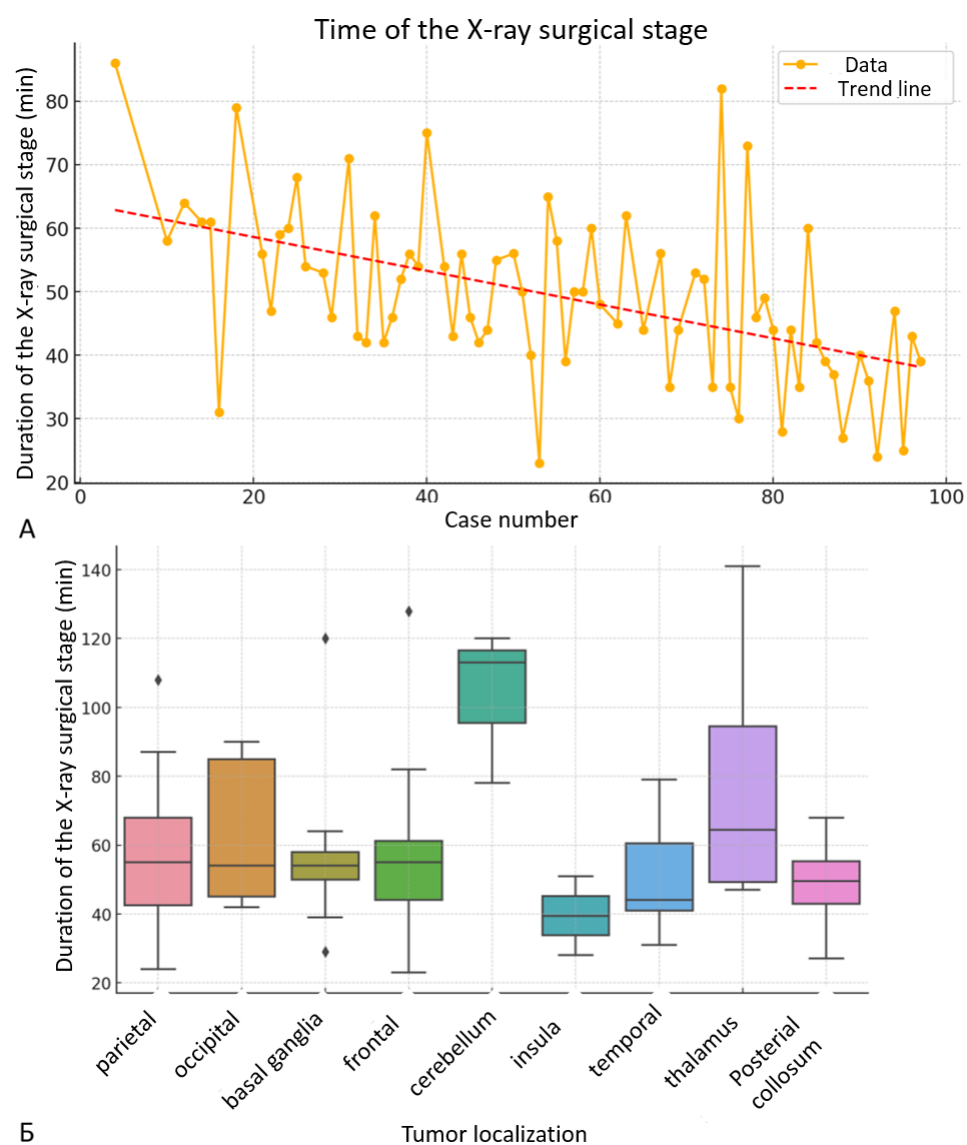 Time of the X-ray surgical stage
Duration of the X-ray surgical stage (min)
Data
Trend line
80
70
60
50
40
30
20
0
20
40
60
80
100
Case number
А
Duration of the X-ray surgical stage (min)
140
120
100
80
60
40
20
parietal
occipital
basal ganglia
frontal
cerebellum
insula
temporal
thalamus
Posterial
collosum
Б
Tumor localization